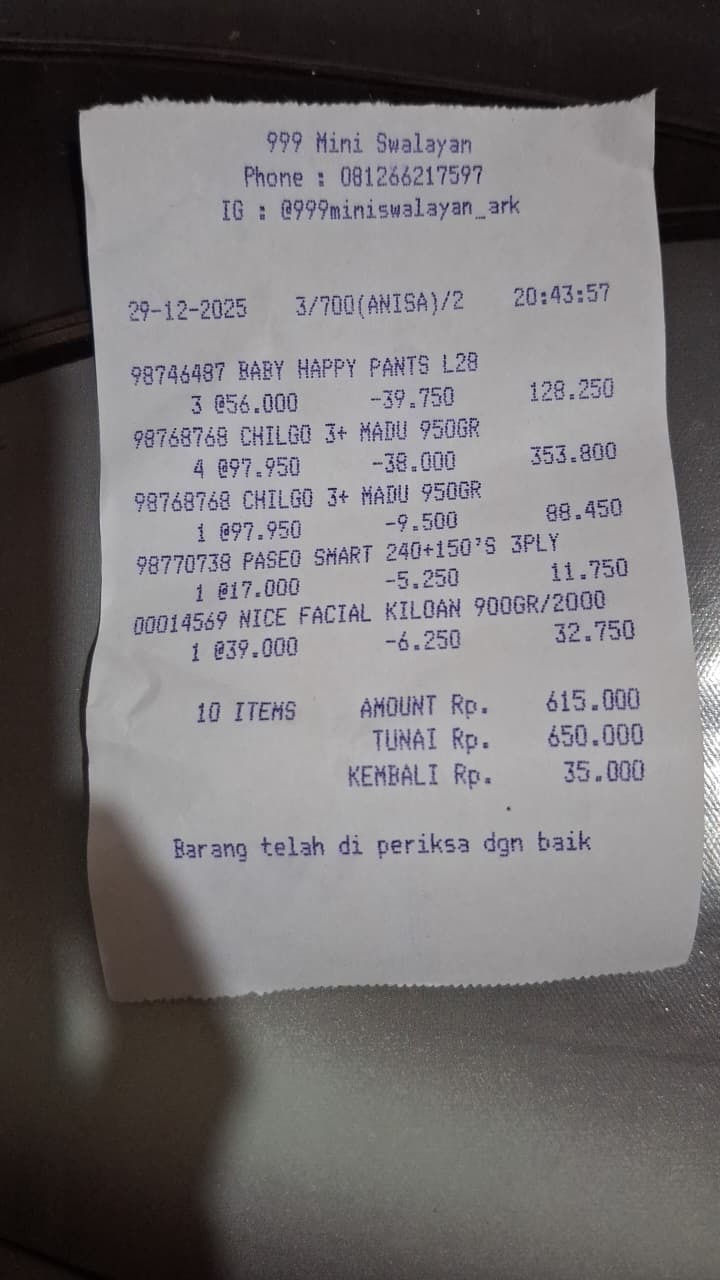 999 Mini Swalayan
Phone : 081266217597
IG : @999miniswalayan_ark
29-12-2025 3/700(ANISA)/2 20:43:57
98746487 BABY HAPPY PANTS L28
3 @56.000 -39.750 128.250
98768768 CHILGO 3+ MADU 950GR
4 @97.950 -38.000 353.800
98768768 CHILGO 3+ MADU 950GR
1 @97.950 -9.500 88.450
98770738 PASEO SMART 240+150'S 3PLY
1 @17.000 -5.250 11.750
00014569 NICE FACIAL KILOAN 900GR/2000
1 @39.000 -6.250 32.750
10 ITEMS AMOUNT Rp. 615.000
TUNAI Rp. 650.000
KEMBALI Rp. 35.000
Barang telah di periksa dgn baik